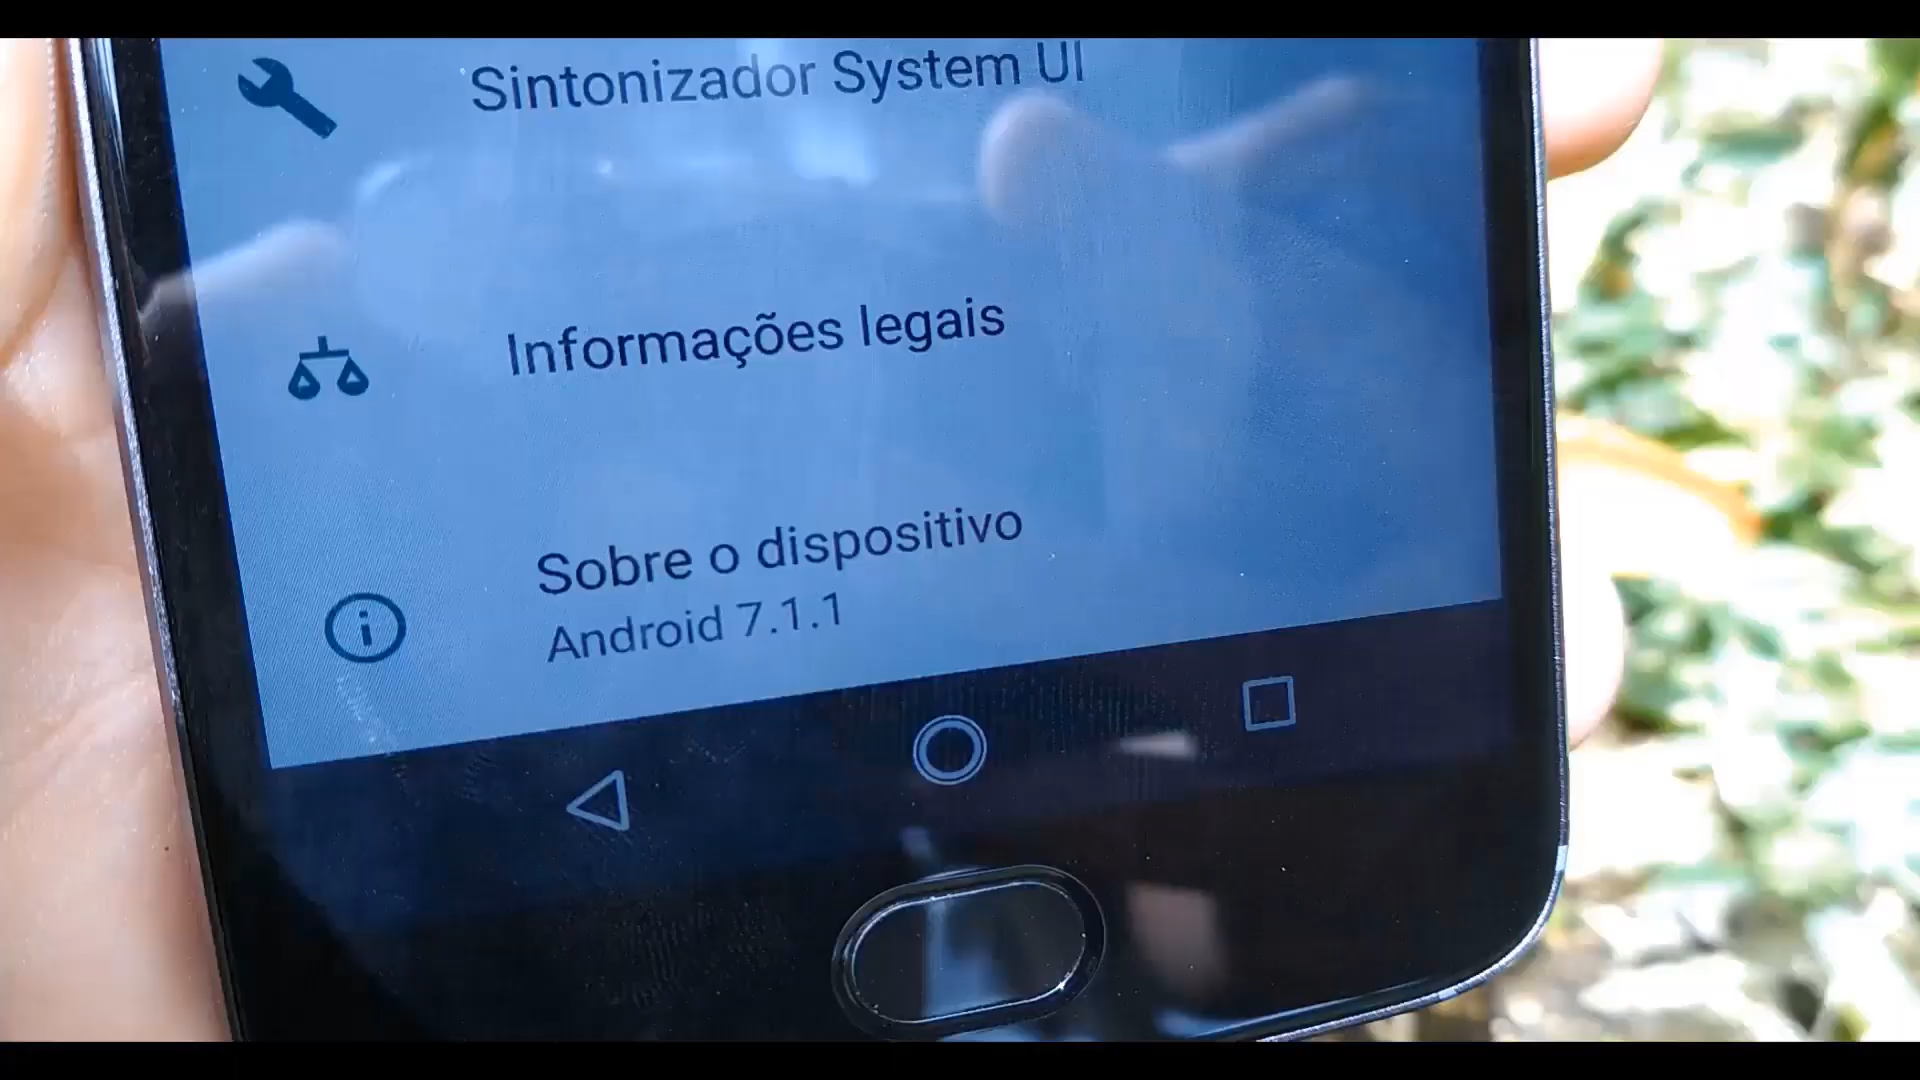 Sintonizador System UI
Informações legais
Sobre o dispositivo
Android 7.1.1